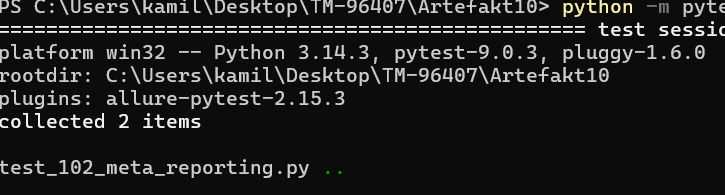 PS C:\Users\kamil\Desktop\TM-96407\Artefakt10> python -m pyte
============================================= test sessio
platform win32 -- Python 3.14.3, pytest-9.0.3, pluggy-1.6.0
rootdir: C:\Users\kamil\Desktop\TM-96407\Artefakt10
plugins: allure-pytest-2.15.3
collected 2 items
test_102_meta_reporting.py ..